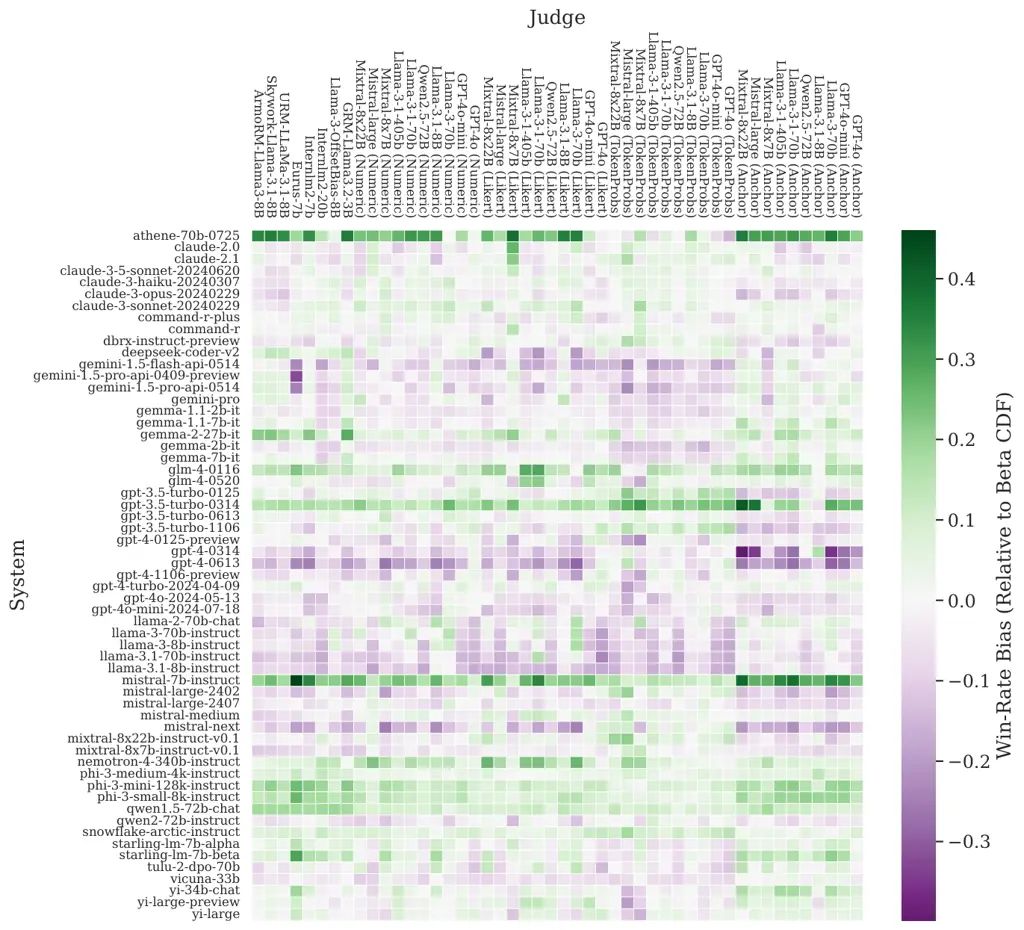 Judge
ArmoRM-Llama3-8B
Skywork-Llama-3.1-8B
URM-LLaMa-3.1-8B
Eurus-7b
Internlm2-7b
Internlm2-20b
Llama-3-OffsetBias-8B
GRM-Llama3.2-3B
Mixtral-8x22B (Numeric)
Mistral-large (Numeric)
Mixtral-8x7B (Numeric)
Llama-3-1-405b (Numeric)
Llama-3-1-70b (Numeric)
Qwen2.5-72B (Numeric)
Llama-3.1-8B (Numeric)
Llama-3-70b (Numeric)
GPT-4o-mini (Numeric)
GPT-4o (Numeric)
Mixtral-8x22B (Likert)
Mistral-large (Likert)
Mixtral-8x7B (Likert)
Llama-3-1-405b (Likert)
Llama-3-1-70b (Likert)
Qwen2.5-72B (Likert)
Llama-3.1-8B (Likert)
Llama-3-70b (Likert)
GPT-4o-mini (Likert)
GPT-4o (Likert)
Mixtral-8x22B (TokenProbs)
Mistral-large (TokenProbs)
Mixtral-8x7B (TokenProbs)
Llama-3-1-405b (TokenProbs)
Llama-3-1-70b (TokenProbs)
Qwen2.5-72B (TokenProbs)
Llama-3.1-8B (TokenProbs)
Llama-3-70b (TokenProbs)
GPT-4o-mini (TokenProbs)
GPT-4o (TokenProbs)
Mixtral-8x22B (Anchor)
Mistral-large (Anchor)
Mixtral-8x7B (Anchor)
Llama-3-1-405b (Anchor)
Llama-3-1-70b (Anchor)
Qwen2.5-72B (Anchor)
Llama-3.1-8B (Anchor)
Llama-3-70b (Anchor)
GPT-4o-mini (Anchor)
GPT-4o (Anchor)
System
athene-70b-0725
claude-2.0
claude-2.1
claude-3-5-sonnet-20240620
claude-3-haiku-20240307
claude-3-opus-20240229
claude-3-sonnet-20240229
command-r-plus
command-r
dbrx-instruct-preview
deepseek-coder-v2
gemini-1.5-flash-api-0514
gemini-1.5-pro-api-0409-preview
gemini-1.5-pro-api-0514
gemini-pro
gemma-1.1-2b-it
gemma-1.1-7b-it
gemma-2-27b-it
gemma-2b-it
gemma-7b-it
glm-4-0116
glm-4-0520
gpt-3.5-turbo-0125
gpt-3.5-turbo-0314
gpt-3.5-turbo-0613
gpt-3.5-turbo-1106
gpt-4-0125-preview
gpt-4-0314
gpt-4-0613
gpt-4-1106-preview
gpt-4-turbo-2024-04-09
gpt-4o-2024-05-13
gpt-4o-mini-2024-07-18
llama-2-70b-chat
llama-3-70b-instruct
llama-3-8b-instruct
llama-3.1-70b-instruct
llama-3.1-8b-instruct
mistral-7b-instruct
mistral-large-2402
mistral-large-2407
mistral-medium
mistral-next
mixtral-8x22b-instruct-v0.1
mixtral-8x7b-instruct-v0.1
nemotron-4-340b-instruct
phi-3-medium-4k-instruct
phi-3-mini-128k-instruct
phi-3-small-8k-instruct
qwen1.5-72b-chat
qwen2-72b-instruct
snowflake-arctic-instruct
starling-lm-7b-alpha
starling-lm-7b-beta
tulu-2-dpo-70b
vicuna-33b
yi-34b-chat
yi-large-preview
yi-large
0.4
0.3
0.2
0.1
0.0
−0.1
−0.2
−0.3
Win-Rate Bias (Relative to Beta CDF)